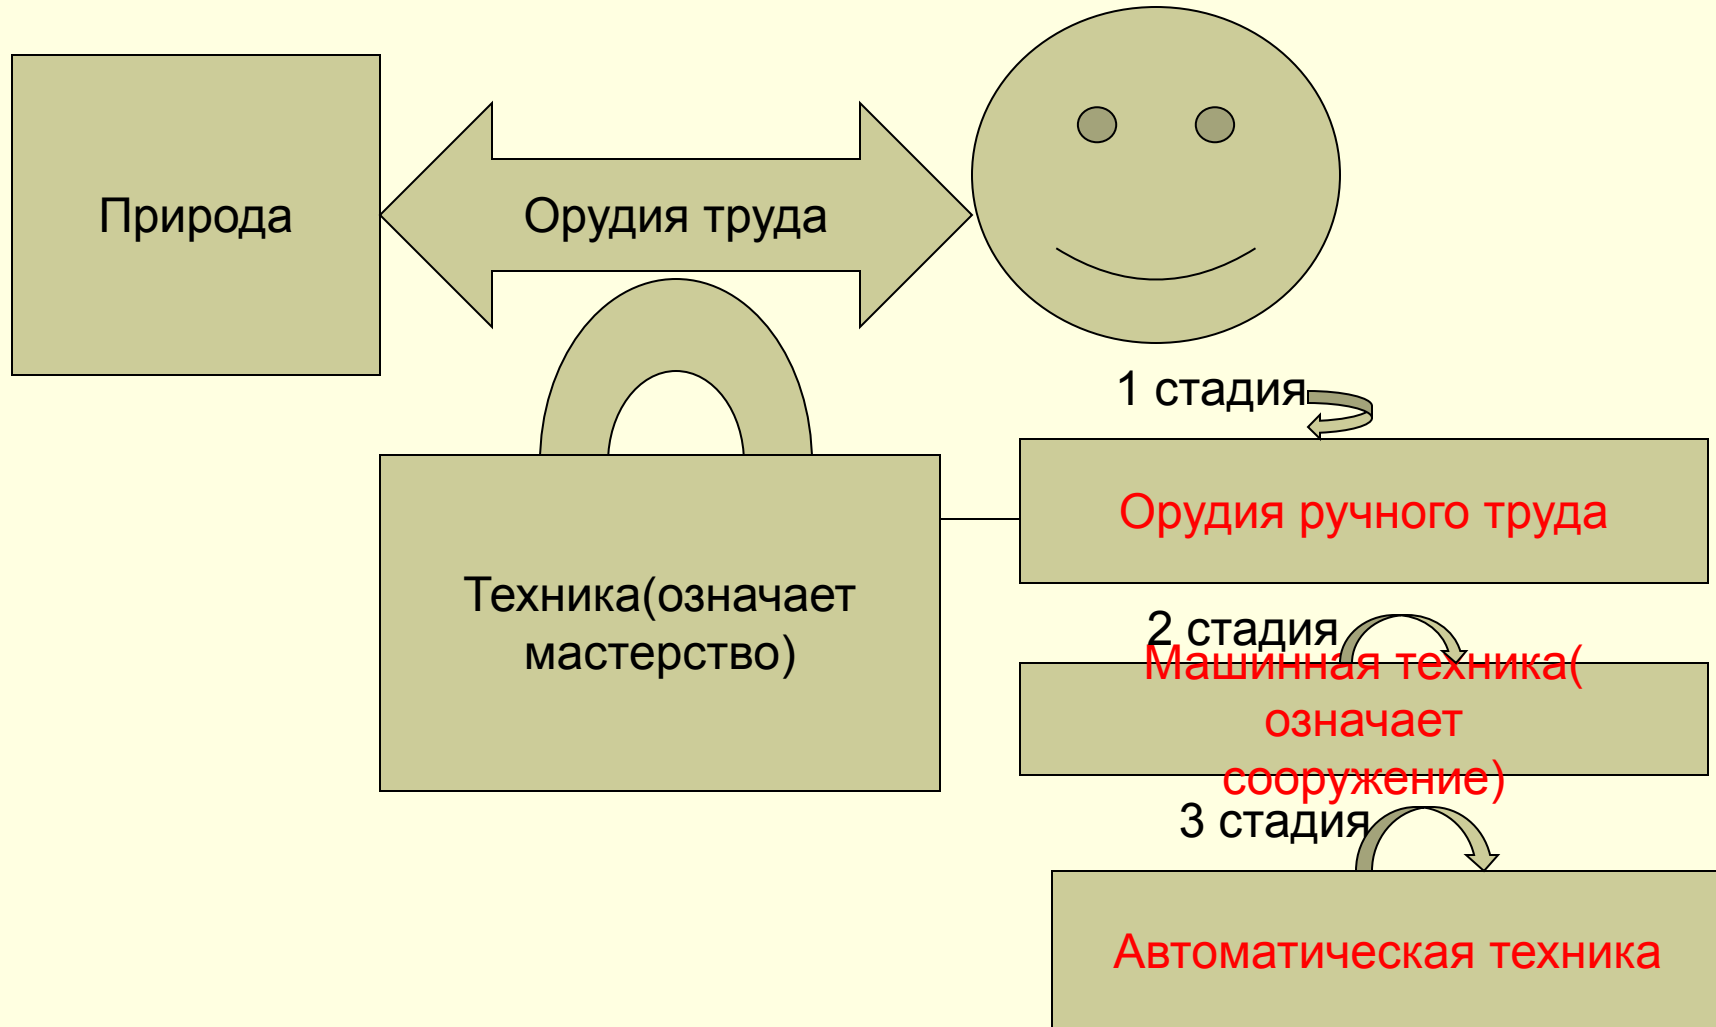 Природа
Орудия труда
1 стадия
Орудия ручного труда
Техника(означает
мастерство)
2 стадия
Машинная техника(
означает
сооружение)
3 стадия
Автоматическая техника